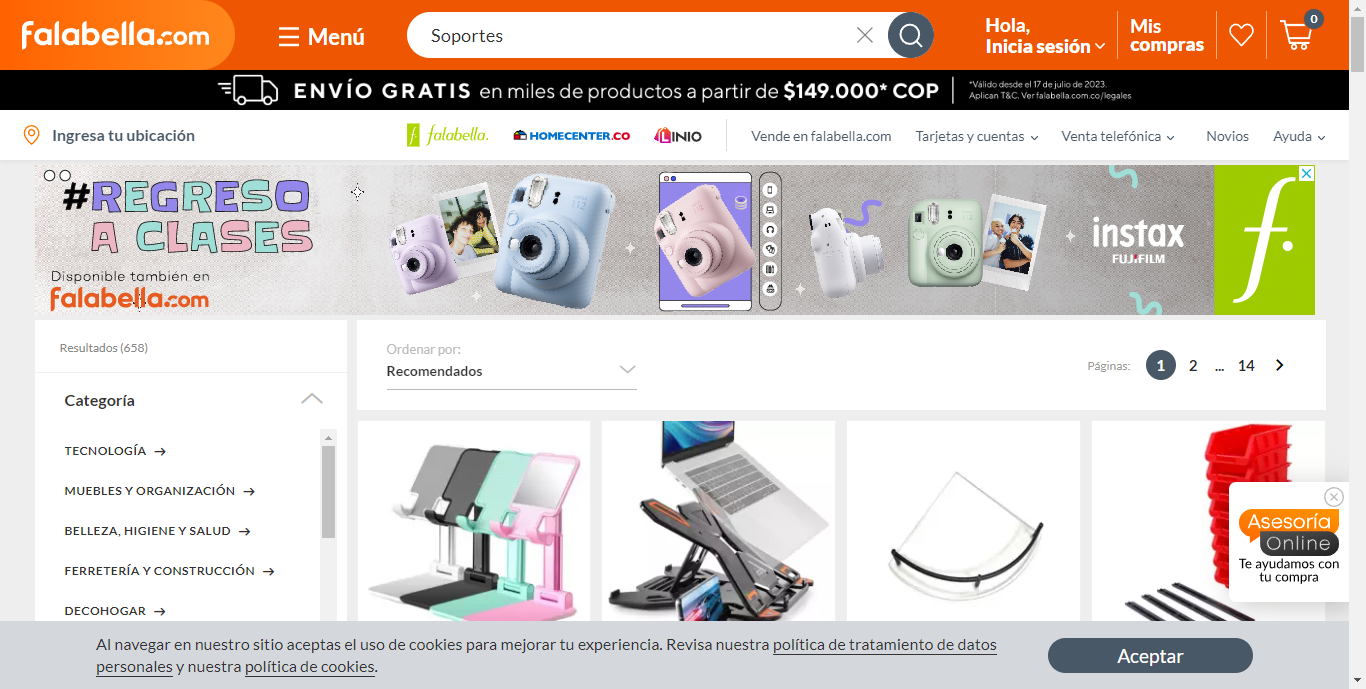 falabella.com
Menú
Soportes
Hola,
Inicia sesión
Mis
compras
0
ENVÍO GRATIS en miles de productos a partir de $149.000* COP
*Válido desde el 17 de julio de 2023.
Aplican T&C. Ver falabella.com.co/legales
Ingresa tu ubicación
falabella.
HOMECENTER.CO
LINIO
Vende en falabella.com
Tarjetas y cuentas
Venta telefónica
Novios
Ayuda
#REGRESO
A CLASES
Disponible también en
falabella.com
instax
FUJIFILM
f.
Resultados (658)
Ordenar por:
Recomendados
Páginas:
1
2
...
14
Categoría
TECNOLOGÍA
MUEBLES Y ORGANIZACIÓN
BELLEZA, HIGIENE Y SALUD
FERRETERÍA Y CONSTRUCCIÓN
DECOHOGAR
Asesoría
Online
Te ayudamos con
tu compra
Al navegar en nuestro sitio aceptas el uso de cookies para mejorar tu experiencia. Revisa nuestra política de tratamiento de datos
personales y nuestra política de cookies.
Aceptar